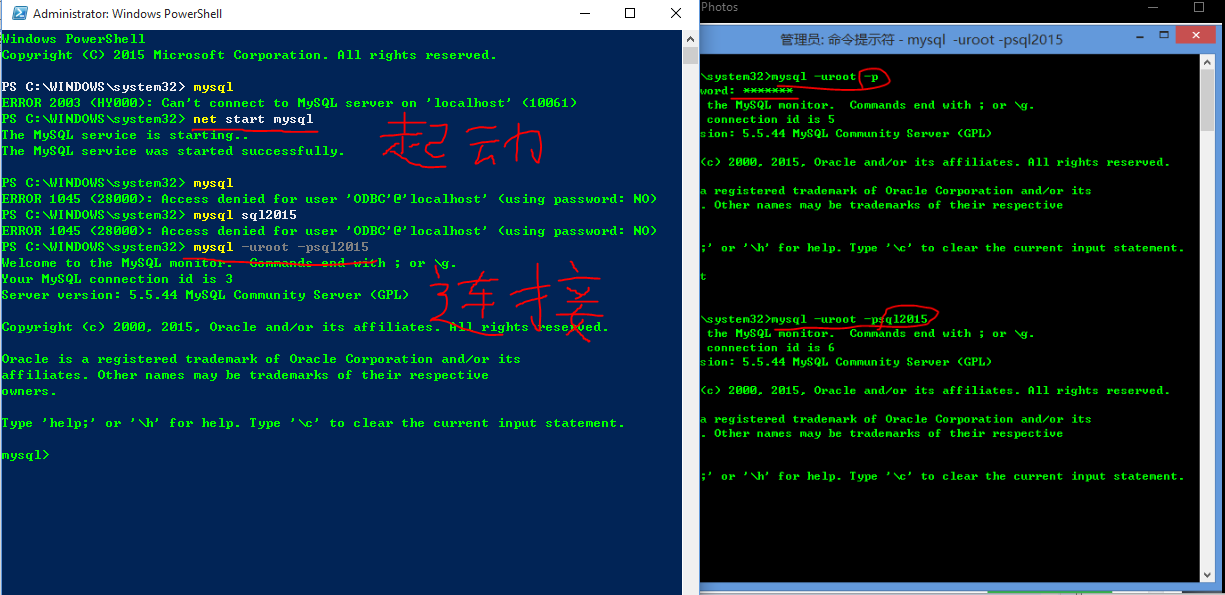 Administrator: Windows PowerShell
Windows PowerShell
Copyright (C) 2015 Microsoft Corporation. All rights reserved.
PS C:\WINDOWS\system32> mysql
ERROR 2003 (HY000): Can't connect to MySQL server on 'localhost' (10061)
PS C:\WINDOWS\system32> net start mysql
The MySQL service is starting..
The MySQL service was started successfully.
起动
PS C:\WINDOWS\system32> mysql
ERROR 1045 (28000): Access denied for user 'ODBC'@'localhost' (using password: NO)
PS C:\WINDOWS\system32> mysql sql2015
ERROR 1045 (28000): Access denied for user 'ODBC'@'localhost' (using password: NO)
PS C:\WINDOWS\system32> mysql -uroot -psql2015
Welcome to the MySQL monitor.  Commands end with ; or \g.
Your MySQL connection id is 3
Server version: 5.5.44 MySQL Community Server (GPL)
连接
Copyright (c) 2000, 2015, Oracle and/or its affiliates. All rights reserved.
Oracle is a registered trademark of Oracle Corporation and/or its
affiliates. Other names may be trademarks of their respective
owners.
Type 'help;' or '\h' for help. Type '\c' to clear the current input statement.
mysql>
Photos
管理员: 命令提示符 - mysql  -uroot -psql2015
\system32>mysql -uroot -p
word: *******
the MySQL monitor.  Commands end with ; or \g.
connection id is 5
sion: 5.5.44 MySQL Community Server (GPL)
(c) 2000, 2015, Oracle and/or its affiliates. All rights reserved.
a registered trademark of Oracle Corporation and/or its
. Other names may be trademarks of their respective
;' or '\h' for help. Type '\c' to clear the current input statement.
t
\system32>mysql -uroot -psql2015
the MySQL monitor.  Commands end with ; or \g.
connection id is 6
sion: 5.5.44 MySQL Community Server (GPL)
(c) 2000, 2015, Oracle and/or its affiliates. All rights reserved.
a registered trademark of Oracle Corporation and/or its
. Other names may be trademarks of their respective
;' or '\h' for help. Type '\c' to clear the current input statement.